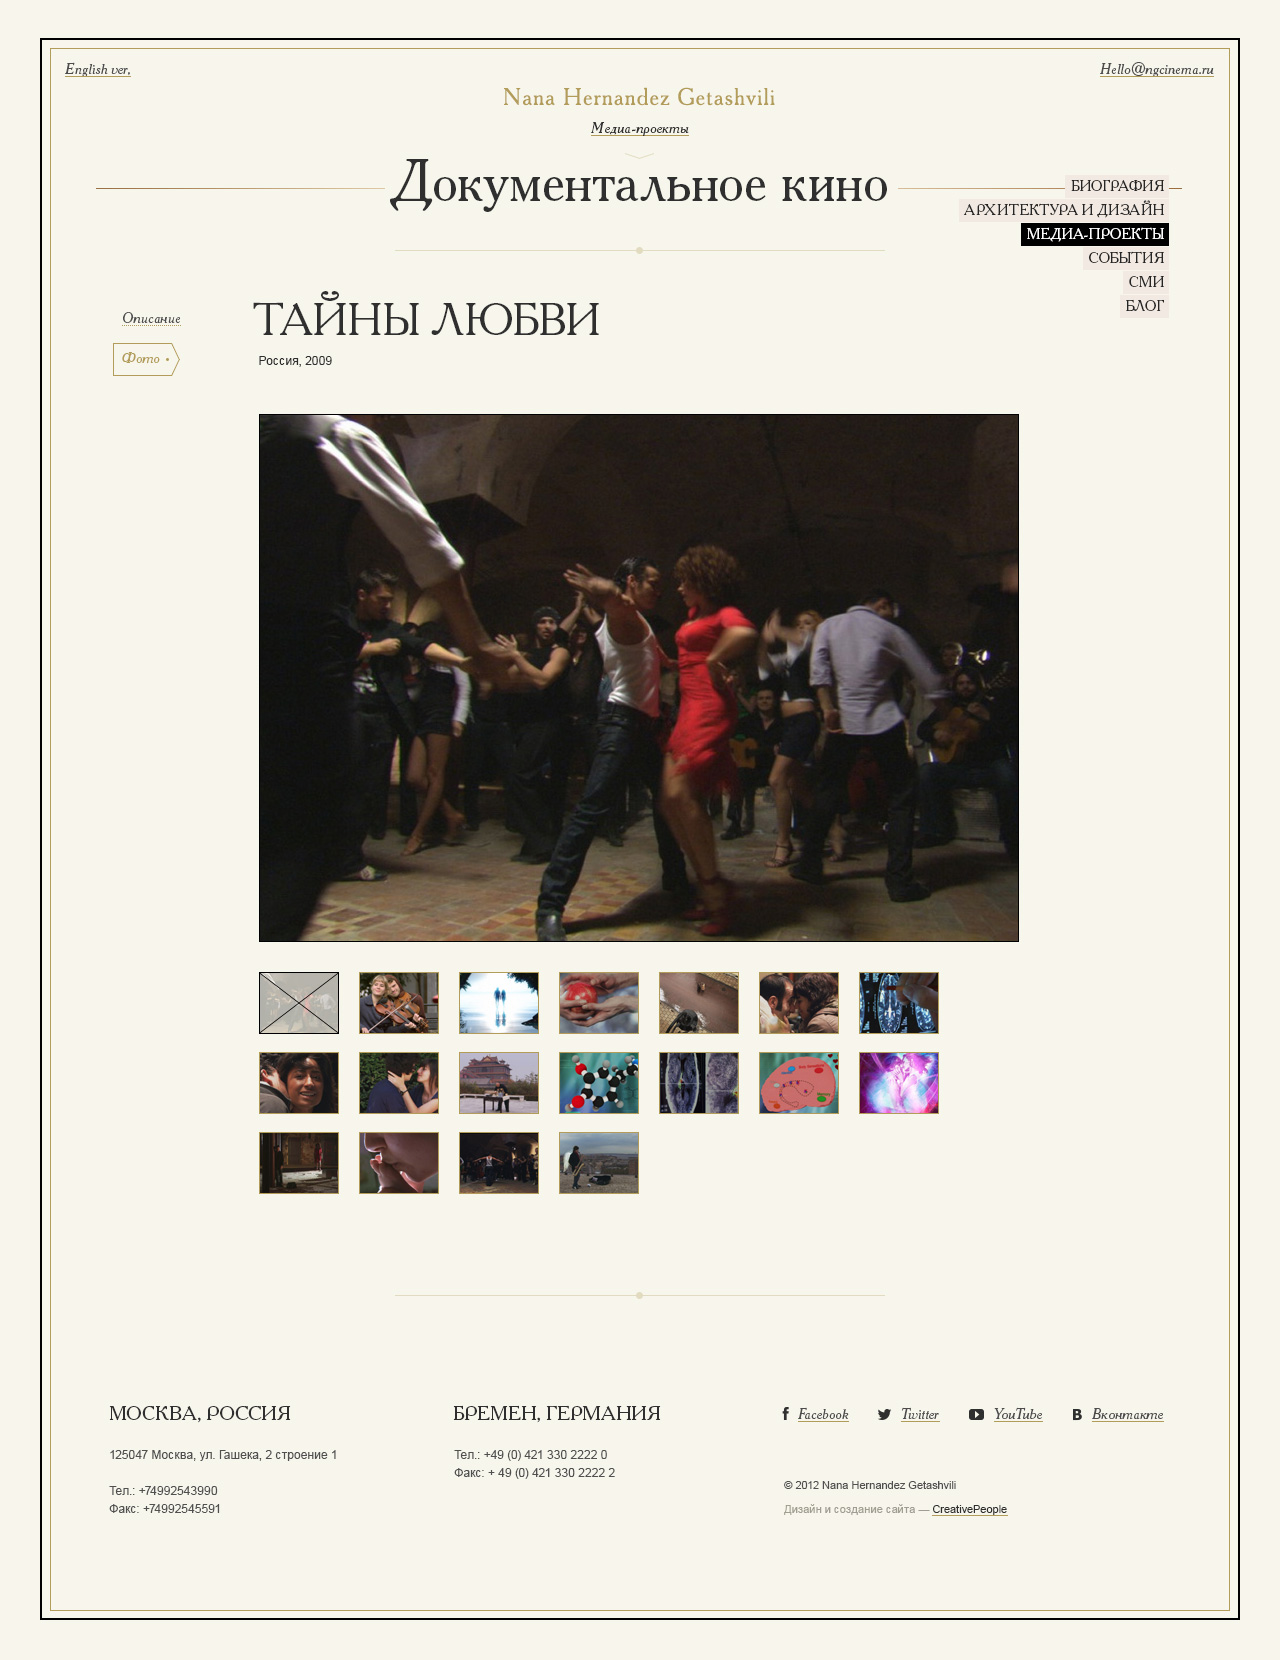 English ver.
Hello@ngcinema.ru
Nana Hernandez Getashvili
Медиа-проекты
Документальное кино
БИОГРАФИЯ
АРХИТЕКТУРА И ДИЗАЙН
МЕДИА-ПРОЕКТЫ
СОБЫТИЯ
СМИ
БЛОГ
Описание
Фото •
ТАЙНЫ ЛЮБВИ
Россия, 2009
МОСКВА, РОССИЯ
125047 Москва, ул. Гашека, 2 строение 1
Тел.: +74992543990
Факс: +74992545591
БРЕМЕН, ГЕРМАНИЯ
Тел.: +49 (0) 421 330 2222 0
Факс: + 49 (0) 421 330 2222 2
Facebook
Twitter
YouTube
В Вконтакте
© 2012 Nana Hernandez Getashvili
Дизайн и создание сайта — CreativePeople